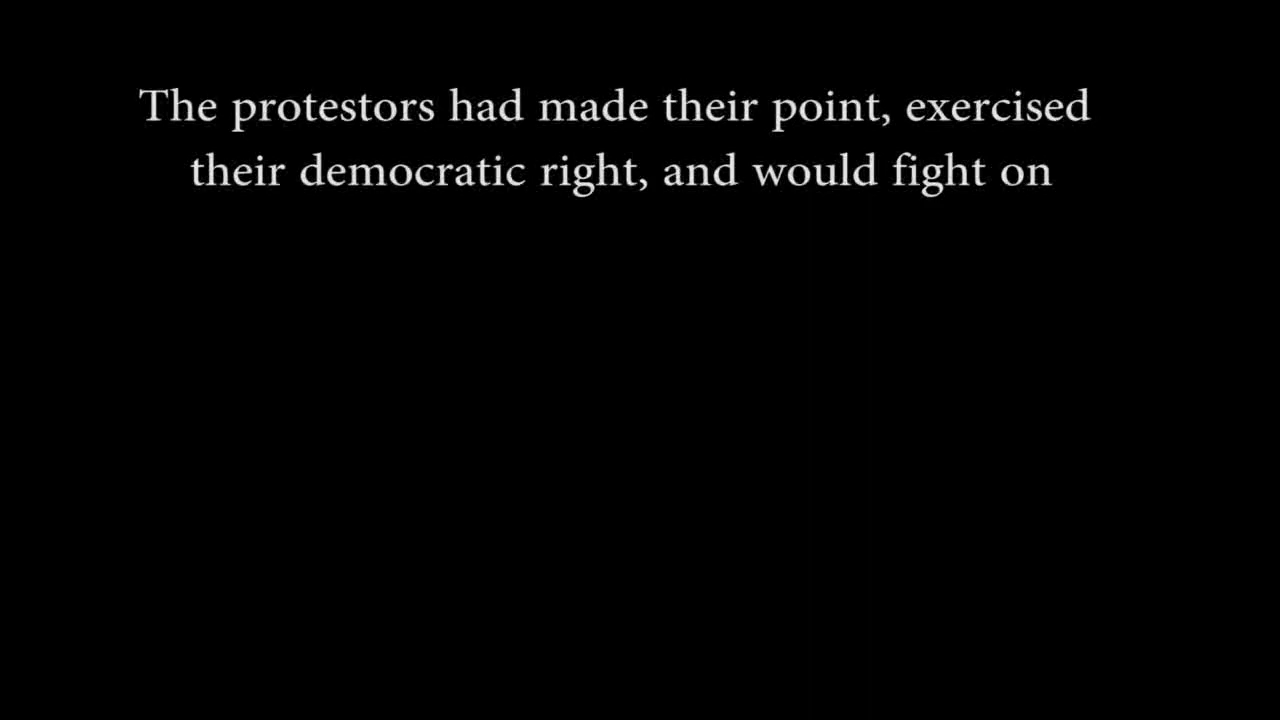 The protestors had made their point, exercised
their democratic right, and would fight on